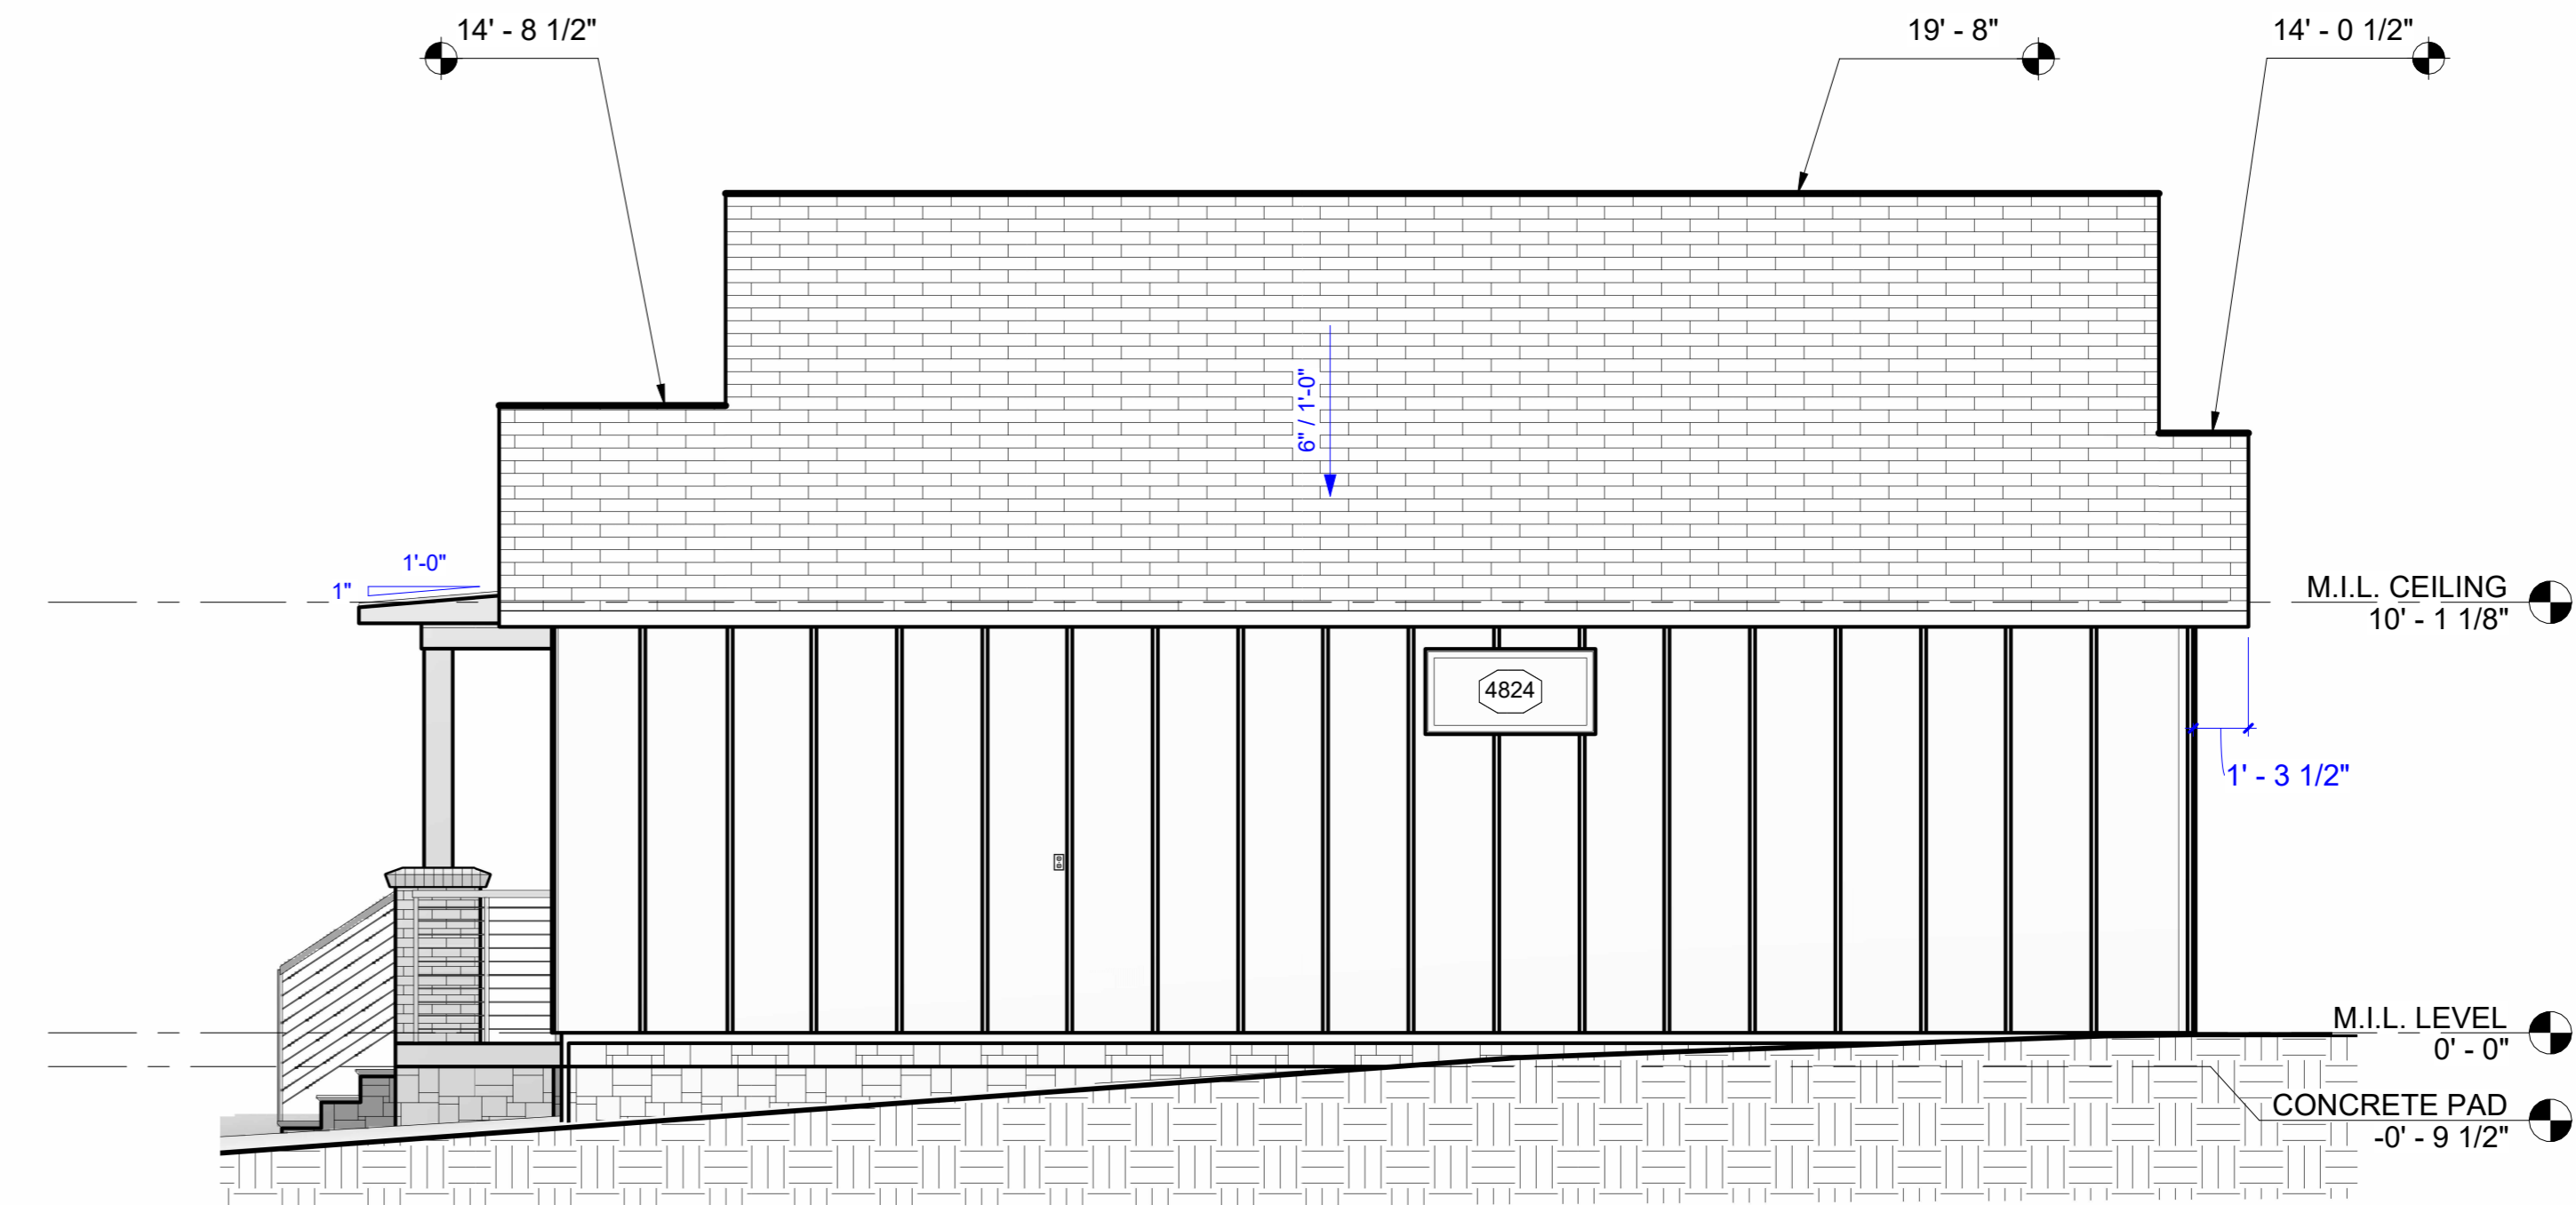 14' - 8 1/2"
19' - 8"
14' - 0 1/2"
6" / 1'-0"
1'-0"
1"
M.I.L. CEILING
10' - 1 1/8"
4824
1' - 3 1/2"
M.I.L. LEVEL
0' - 0"
CONCRETE PAD
-0' - 9 1/2"